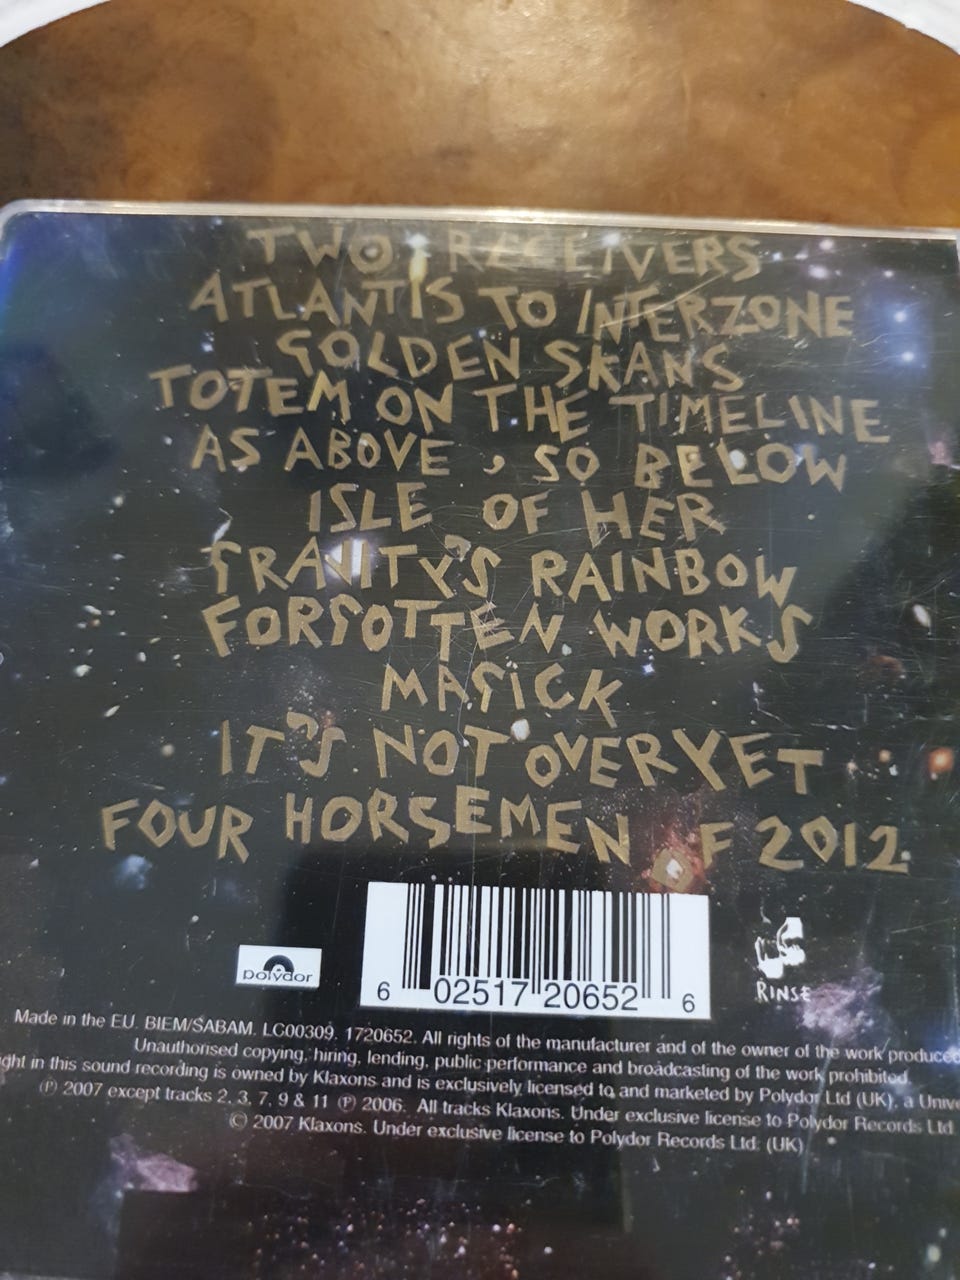 TWO RECEIVERS
ATLANTIS TO INTERZONE
GOLDEN SKANS
TOTEM ON THE TIMELINE
AS ABOVE, SO BELOW
ISLE OF HER
GRAVITY'S RAINBOW
FORGOTTEN WORKS
MAGICK
IT'S NOT OVER YET
FOUR HORSEMEN OF 2012
polydor
6 02517 20652 6
RINSE
Made in the EU. BIEM/SABAM. LC00309. 1720652. All rights of the manufacturer and of the owner of the work produced
Unauthorised copying, hiring, lending, public performance and broadcasting of the work prohibited.
ght in this sound recording is owned by Klaxons and is exclusively licensed to and marketed by Polydor Ltd (UK), a Unive
℗ 2007 except tracks 2, 3, 7, 9 & 11 ℗ 2006. All tracks Klaxons. Under exclusive license to Polydor Records Ltd.
© 2007 Klaxons. Under exclusive license to Polydor Records Ltd. (UK)